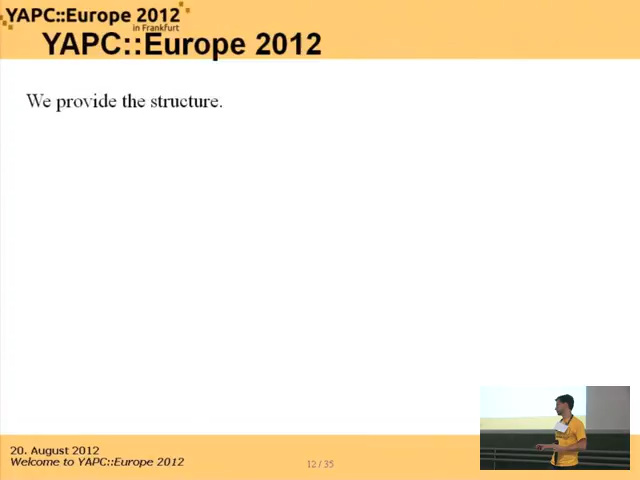 YAPC::Europe 2012
in Frankfurt
YAPC::Europe 2012
We provide the structure.
20. August 2012
Welcome to YAPC::Europe 2012
12 / 35